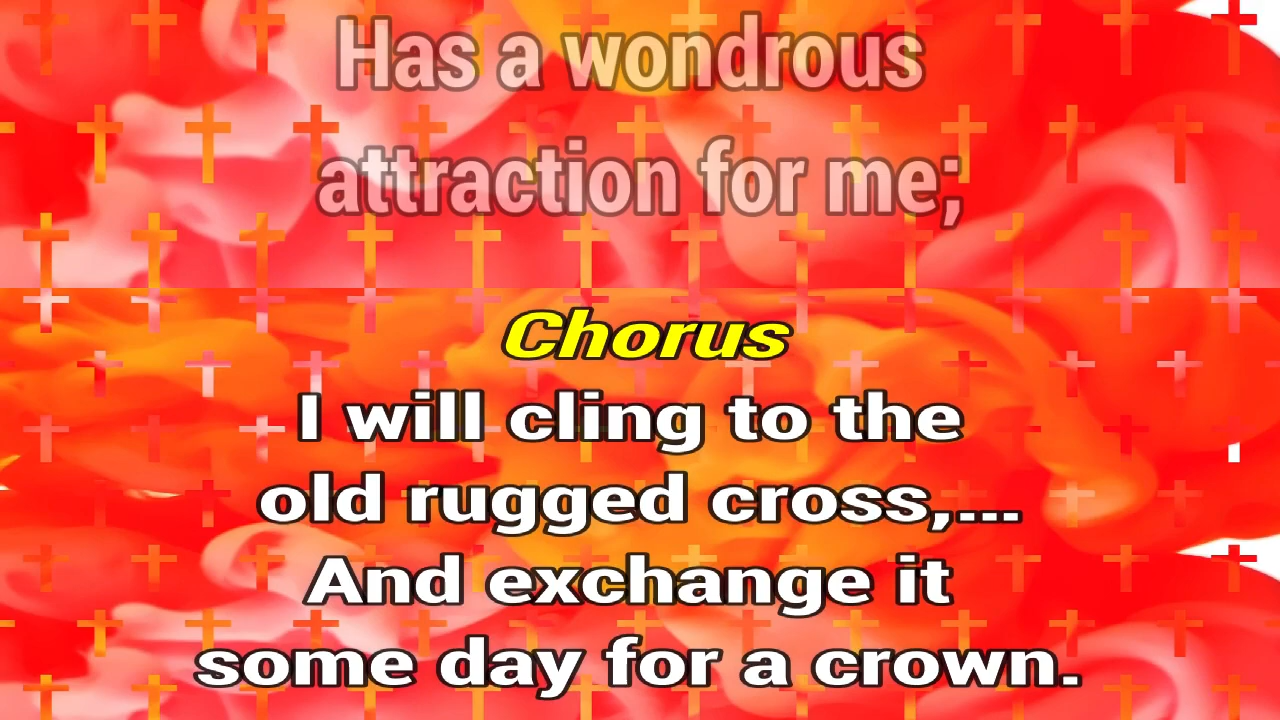 Has a wondrous
attraction for me;
Chorus
I will cling to the
old rugged cross,...
And exchange it
some day for a crown.